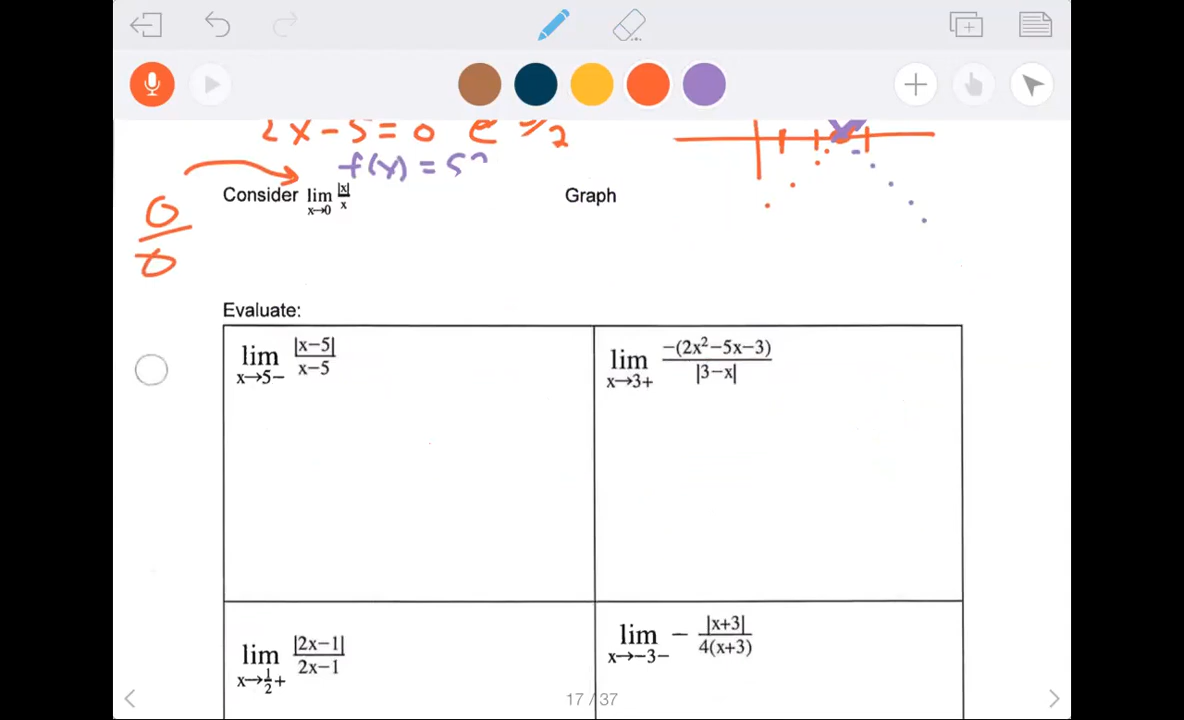 2x - 5 = 0 @ 5/2
f(x) = {
Consider lim x→0 |x|/x
Graph
0/0
Evaluate:
lim x→5- |x-5|/x-5
lim x→3+ -(2x²-5x-3)/|3-x|
lim x→1/2+ |2x-1|/2x-1
lim x→-3- - |x+3|/4(x+3)
17 / 37